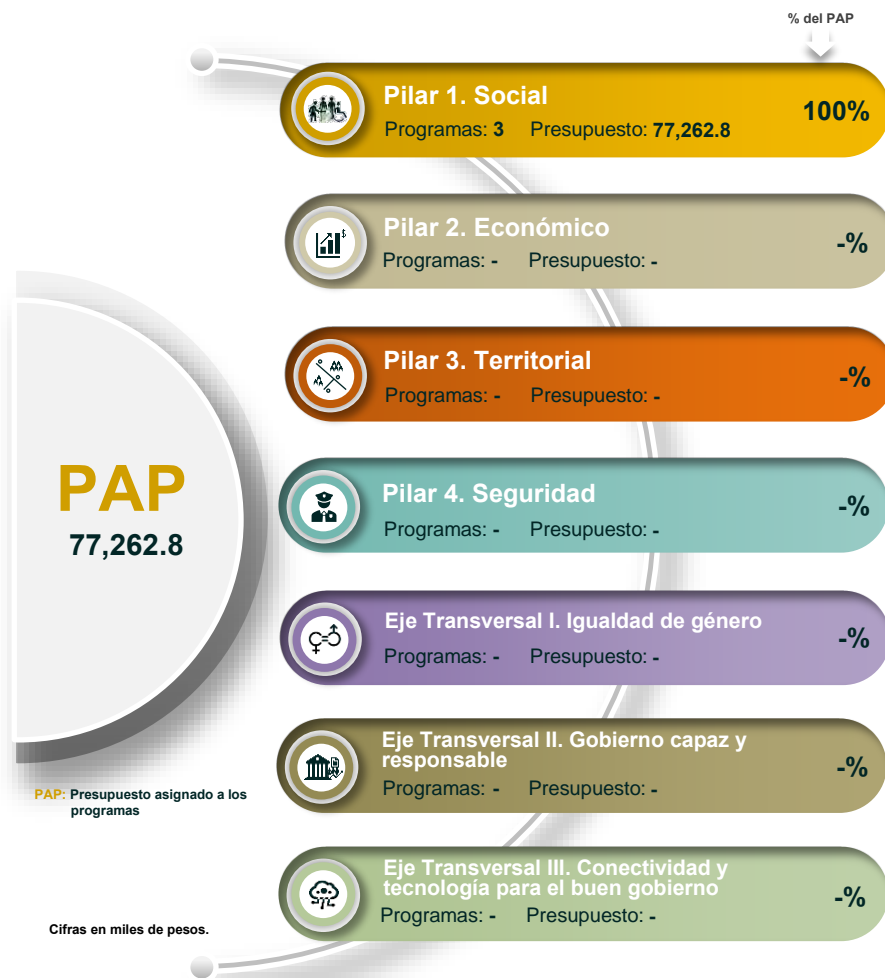 % del PAP
Pilar 1. Social
Programas: 3 Presupuesto: 77,262.8
100%
Pilar 2. Económico
Programas: - Presupuesto: -
-%
Pilar 3. Territorial
Programas: - Presupuesto: -
-%
PAP
77,262.8
Pilar 4. Seguridad
Programas: - Presupuesto: -
-%
Eje Transversal I. Igualdad de género
Programas: - Presupuesto: -
-%
Eje Transversal II. Gobierno capaz y
responsable
Programas: - Presupuesto: -
-%
PAP: Presupuesto asignado a los
programas
Eje Transversal III. Conectividad y
tecnología para el buen gobierno
Programas: - Presupuesto: -
-%
Cifras en miles de pesos.